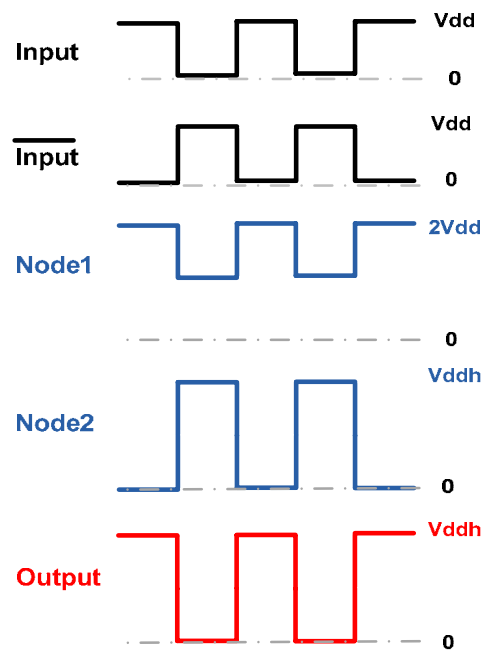 Vdd
Input
0
Vdd
Input
0
2Vdd
Node1
0
Vddh
Node2
0
Vddh
Output
0